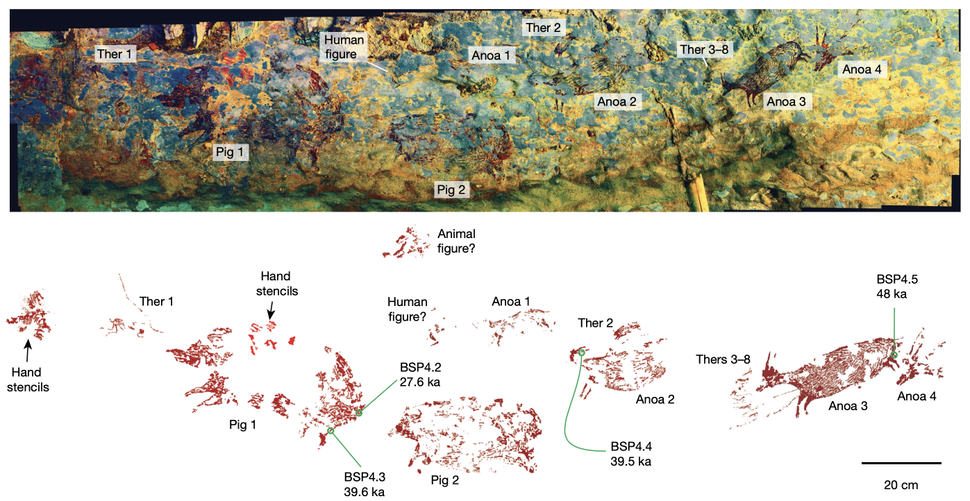 Ther 1
Human
figure
Ther 2
Anoa 1
Ther 3–8
Anoa 4
Anoa 2
Anoa 3
Pig 1
Pig 2
Animal
figure?
Hand
stencils
Ther 1
Human
figure?
Anoa 1
BSP4.5
48 ka
Ther 2
Hand
stencils
BSP4.2
27.6 ka
Thers 3–8
Anoa 2
Anoa 3
Anoa 4
Pig 1
BSP4.4
39.5 ka
BSP4.3
39.6 ka
Pig 2
20 cm